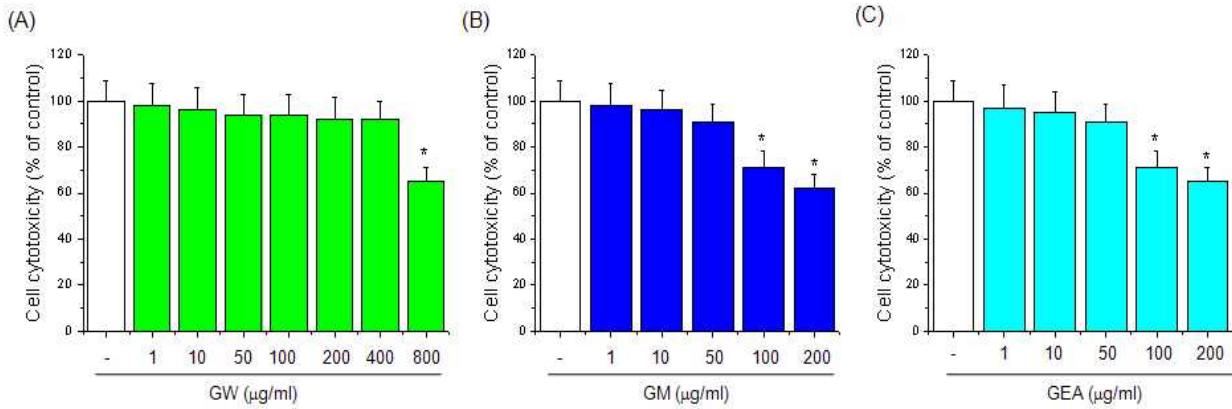 (A)
Cell cytotoxicity (% of control)
120
100
80
60
40
20
0
*
- 1 10 50 100 200 400 800
GW (μg/ml)
(B)
Cell cytotoxicity (% of control)
120
100
80
60
40
20
0
* *
- 1 10 50 100 200
GM (μg/ml)
(C)
Cell cytotoxicity (% of control)
120
100
80
60
40
20
0
* *
- 1 10 50 100 200
GEA (μg/ml)